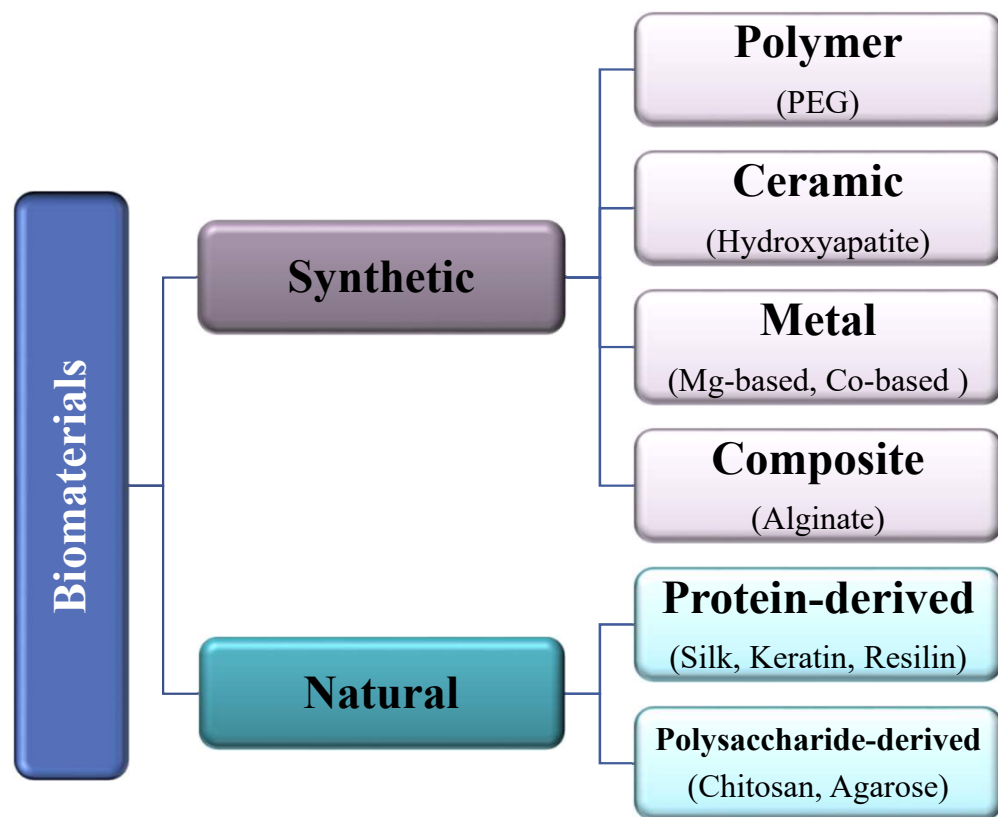 Biomaterials
Synthetic
Polymer
(PEG)
Ceramic
(Hydroxyapatite)
Metal
(Mg-based, Co-based )
Composite
(Alginate)
Natural
Protein-derived
(Silk, Keratin, Resilin)
Polysaccharide-derived
(Chitosan, Agarose)